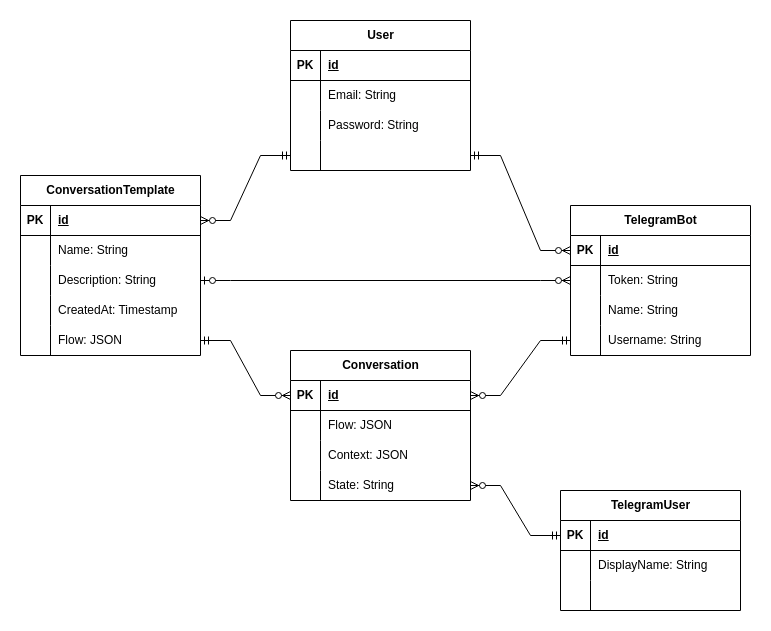 User
PK id
Email: String
Password: String
ConversationTemplate
PK id
Name: String
Description: String
CreatedAt: Timestamp
Flow: JSON
TelegramBot
PK id
Token: String
Name: String
Username: String
Conversation
PK id
Flow: JSON
Context: JSON
State: String
TelegramUser
PK id
DisplayName: String